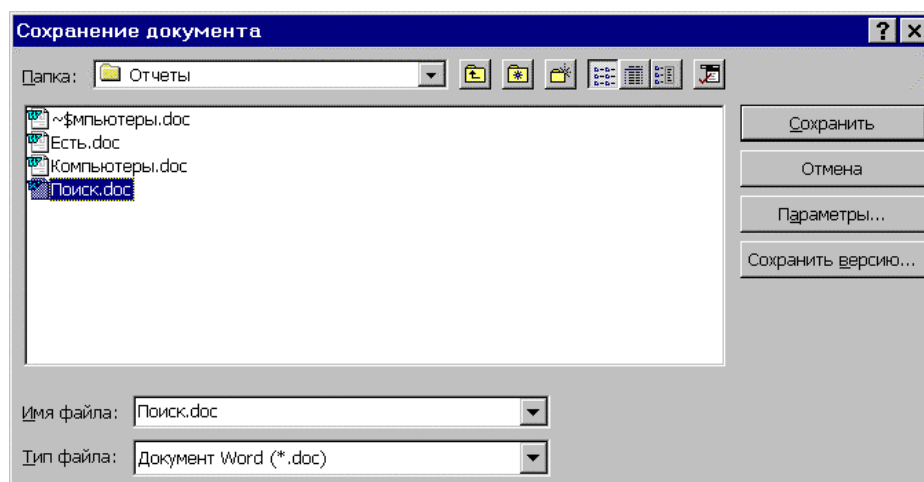 Сохранение документа
Папка: Отчеты
~$мпьютеры.doc
Есть.doc
Компьютеры.doc
Поиск.doc
Сохранить
Отмена
Параметры...
Сохранить версию...
Имя файла: Поиск.doc
Тип файла: Документ Word (*.doc)